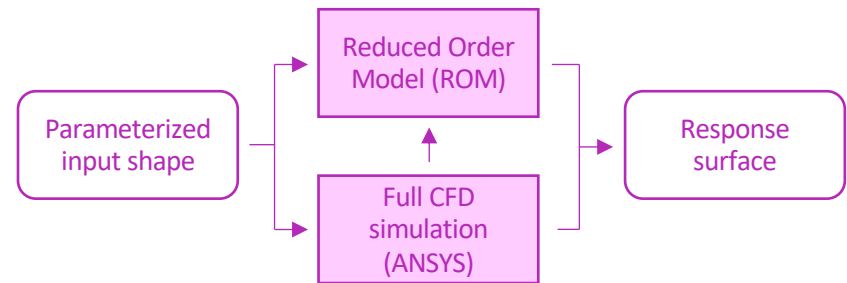 Reduced Order
Model (ROM)
Parameterized
input shape
Response
surface
Full CFD
simulation
(ANSYS)